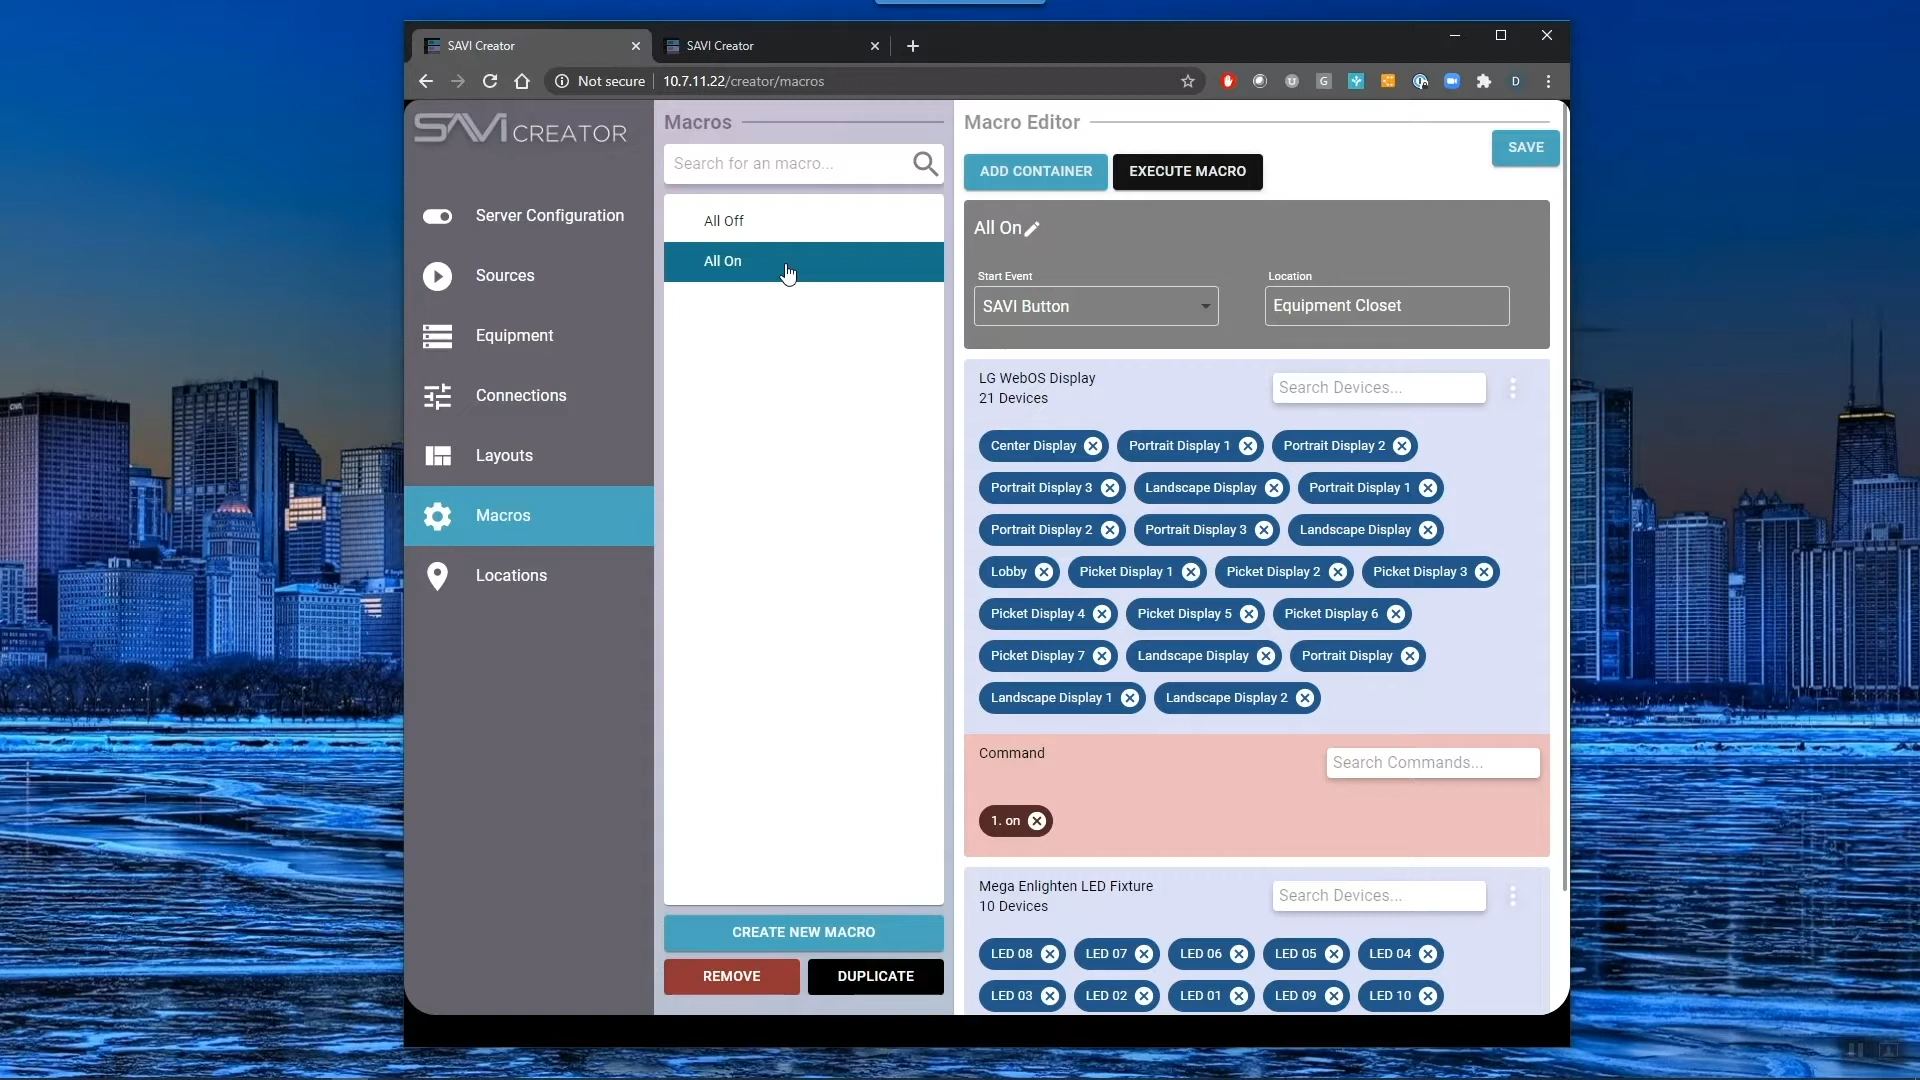 SAVI Creator
SAVI Creator
Not secure
10.7.11.22/creator/macros
G
D
SAVI CREATOR
Server Configuration
Sources
Equipment
Connections
Layouts
Macros
Locations
Macros
Search for an macro...
All Off
All On
CREATE NEW MACRO
REMOVE
DUPLICATE
Macro Editor
SAVE
ADD CONTAINER
EXECUTE MACRO
All On
Start Event
Location
SAVI Button
Equipment Closet
LG WebOS Display
21 Devices
Search Devices...
Center Display Portrait Display 1 Portrait Display 2
Portrait Display 3 Landscape Display Portrait Display 1
Portrait Display 2 Portrait Display 3 Landscape Display
Lobby Picket Display 1 Picket Display 2 Picket Display 3
Picket Display 4 Picket Display 5 Picket Display 6
Picket Display 7 Landscape Display Portrait Display
Landscape Display 1 Landscape Display 2
Command
Search Commands...
1. on
Mega Enlighten LED Fixture
10 Devices
Search Devices...
LED 08 LED 07 LED 06 LED 05 LED 04
LED 03 LED 02 LED 01 LED 09 LED 10